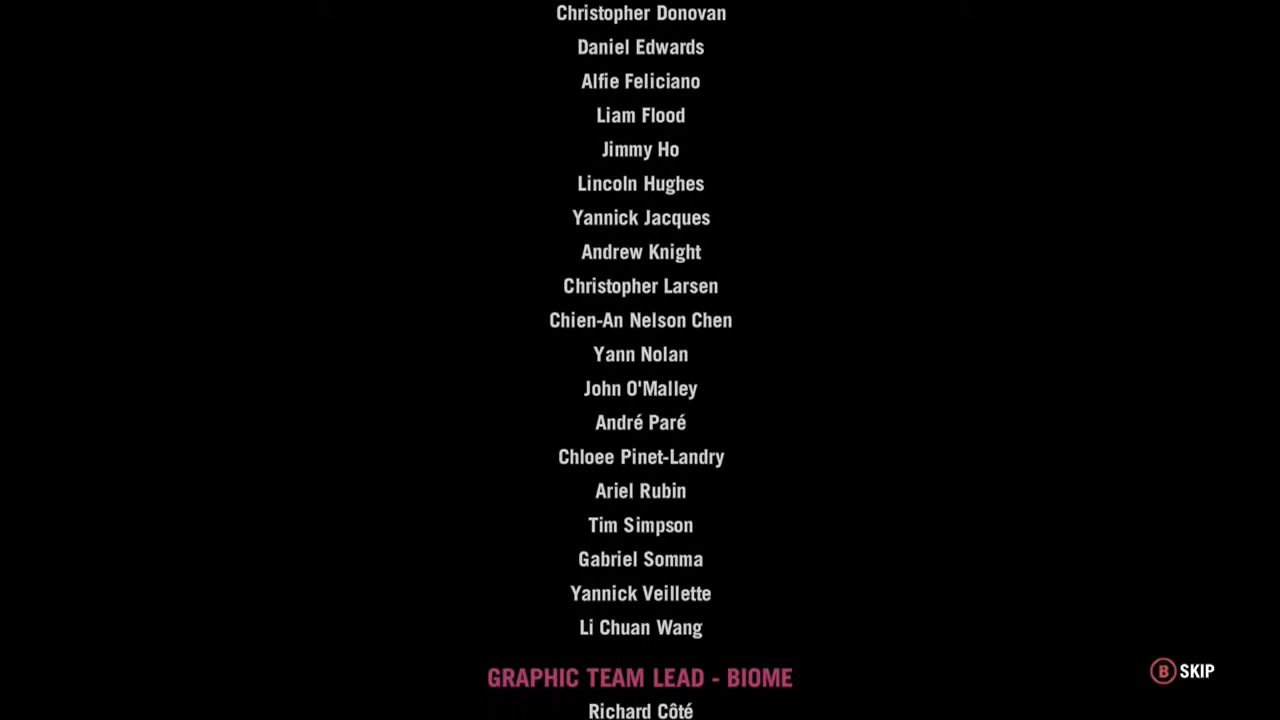 Christopher Donovan
Daniel Edwards
Alfie Feliciano
Liam Flood
Jimmy Ho
Lincoln Hughes
Yannick Jacques
Andrew Knight
Christopher Larsen
Chien-An Nelson Chen
Yann Nolan
John O'Malley
André Paré
Chloee Pinet-Landry
Ariel Rubin
Tim Simpson
Gabriel Somma
Yannick Veillette
Li Chuan Wang
GRAPHIC TEAM LEAD - BIOME
B SKIP
Richard Côté